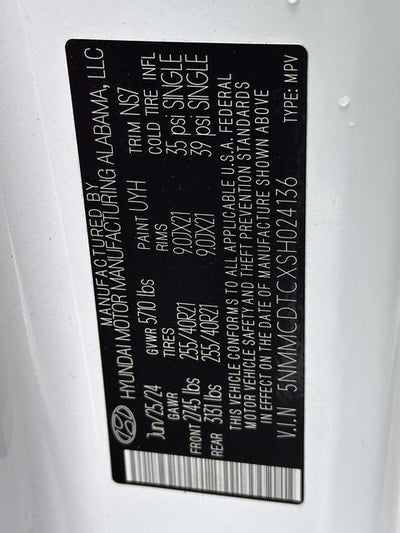 MANUFACTURED BY
HYUNDAI MOTOR MANUFACTURING ALABAMA, LLC
Jun/25/24 GVWR 5710 lbs PAINT UYH TRIM NS7
GAWR TIRES RIMS COLD TIRE INFL
FRONT 2745 lbs 255/40R21 9.0JX21 35 psi SINGLE
REAR 3131 lbs 255/40R21 9.0JX21 39 psi SINGLE
THIS VEHICLE CONFORMS TO ALL APPLICABLE U.S.A. FEDERAL
MOTOR VEHICLE SAFETY AND THEFT PREVENTION STANDARDS
IN EFFECT ON THE DATE OF MANUFACTURE SHOWN ABOVE
V.I.N 5NMMCDTCXSH024136 TYPE: MPV